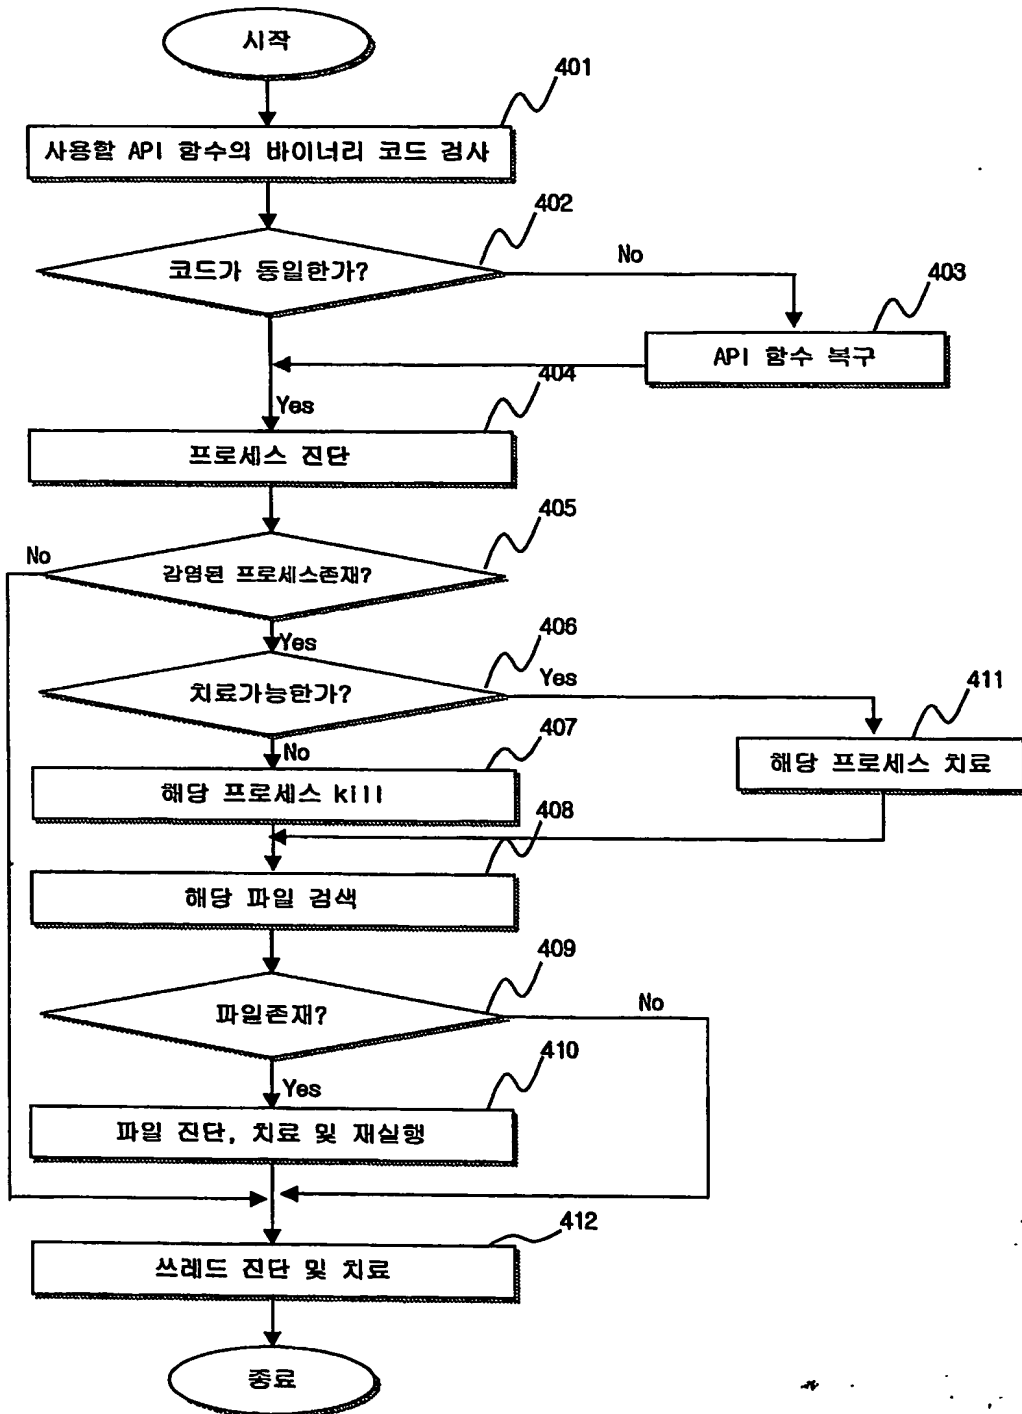 시작
401
사용할 API 함수의 바이너리 코드 검사
402
코드가 동일한가?
No
403
API 함수 복구
404
Yes
프로세스 진단
405
No
감염된 프로세스존재?
Yes
406
치료가능한가?
Yes
411
해당 프로세스 치료
No
407
해당 프로세스 kill
408
해당 파일 검색
409
파일존재?
No
Yes
410
파일 진단, 치료 및 재실행
412
쓰레드 진단 및 치료
종료